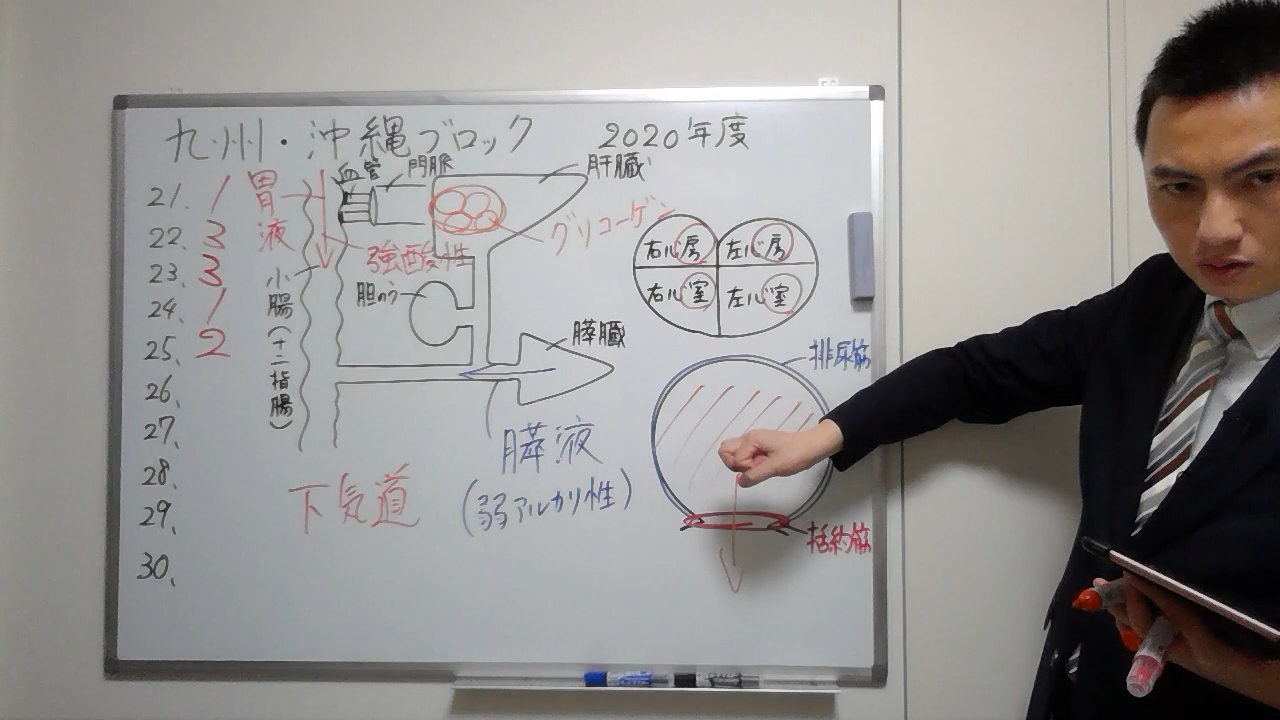 九州・沖縄ブロック 2020年度
21、1
22、3
23、3
24、1
25、2
26、
27、
28、
29、
30、
胃液
小腸(十二指腸)
血管
門脈
肝臓
グリコーゲン
強酸性
胆のう
膵臓
膵液
(弱アルカリ性)
下気道
右心房 左心房
右心室 左心室
排尿筋
括約筋